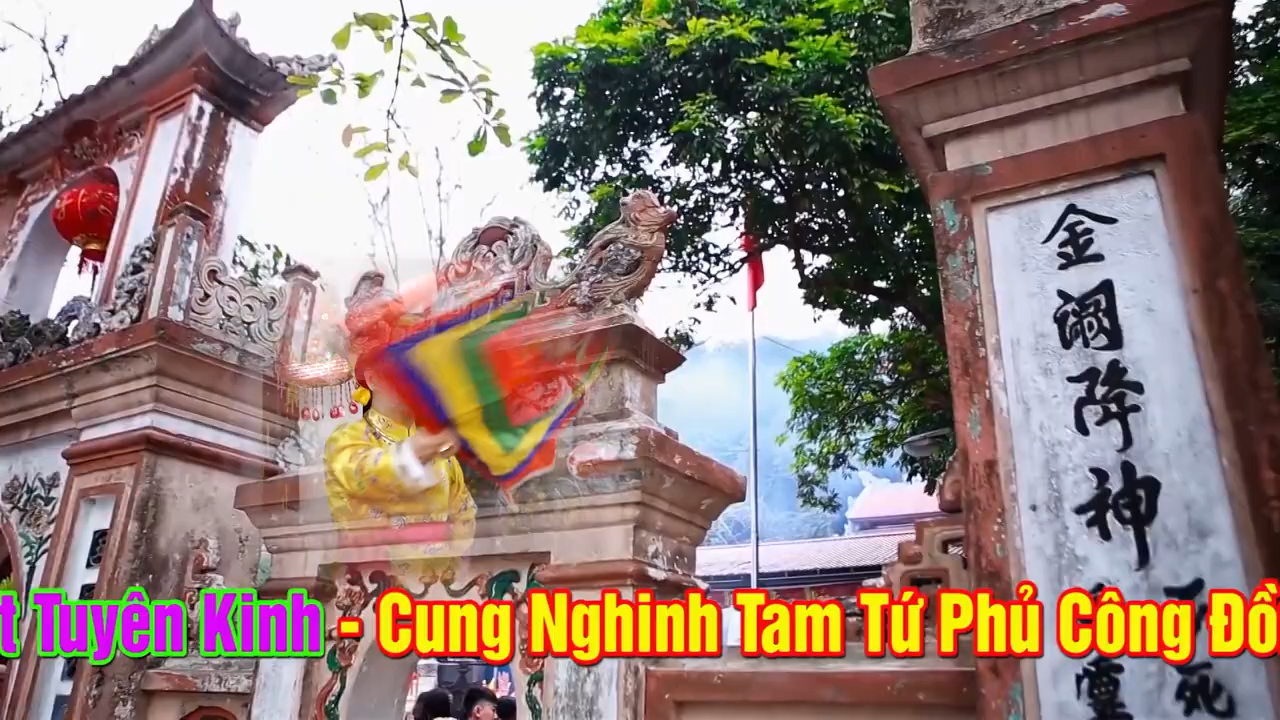 金闕降神
t Tuyên Kinh - Cung Nghinh Tam Tứ Phủ Công Đồ